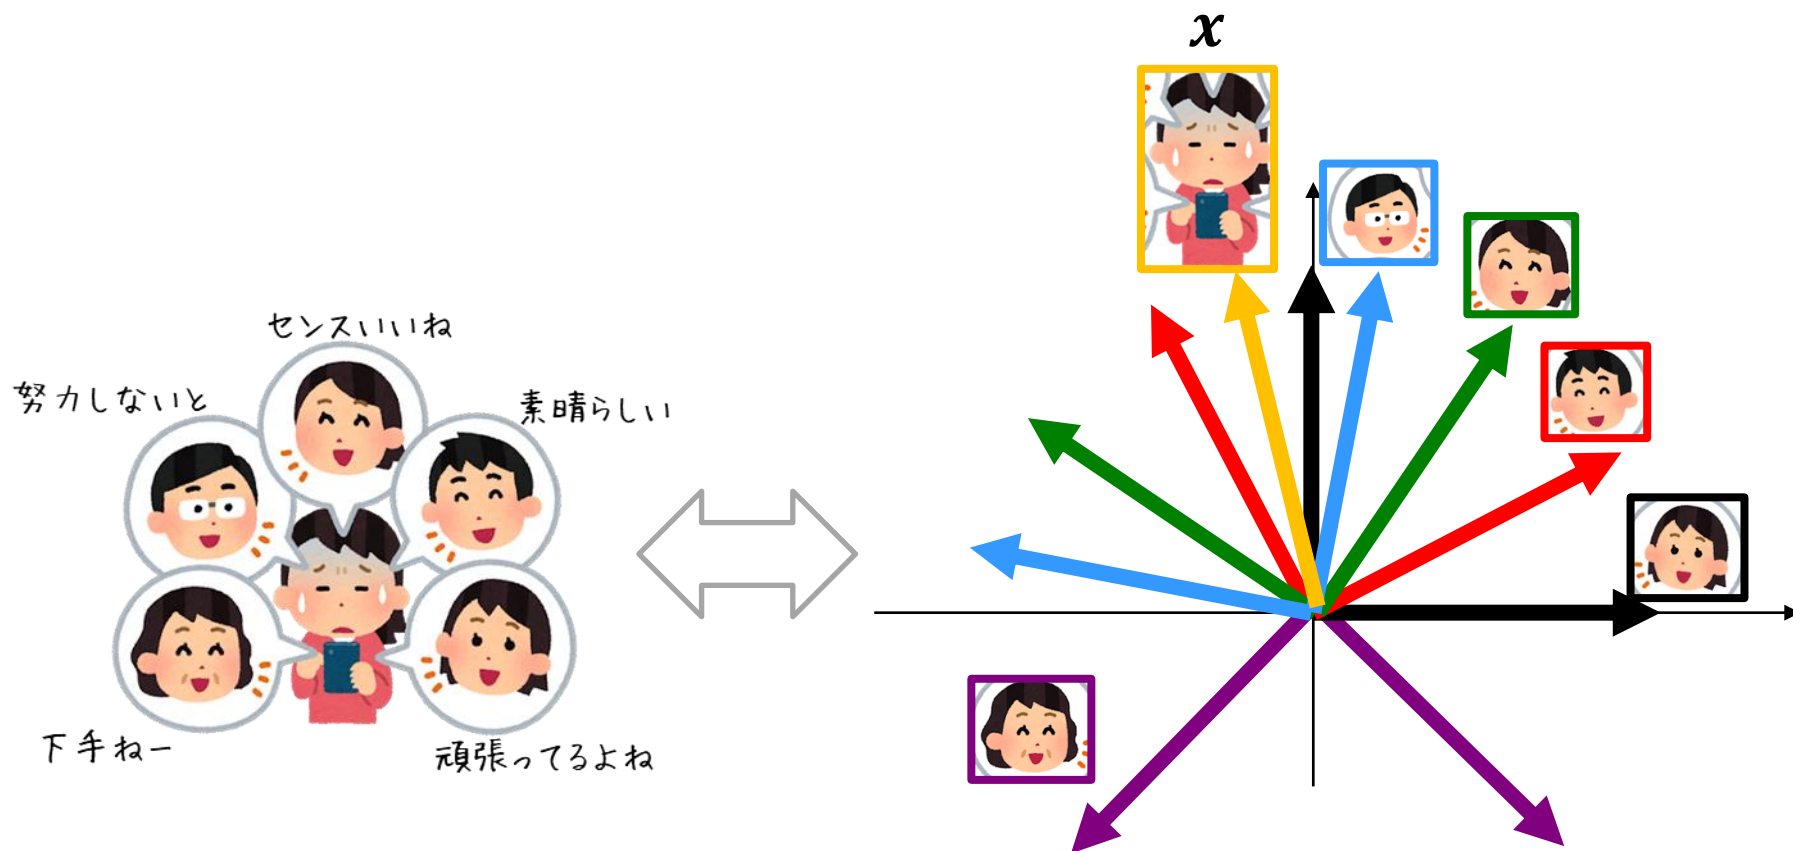 x
センスいいね
努力しないと
素晴らしい
下手ねー
頑張ってるよね